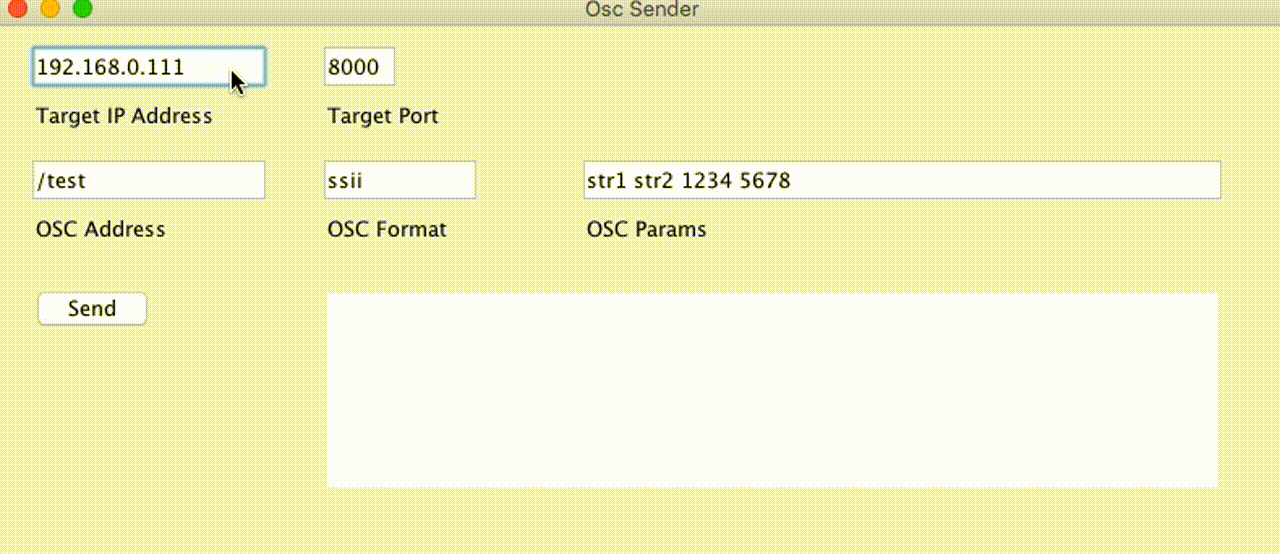 Osc Sender
192.168.0.111 8000
Target IP Address Target Port
/test ssii str1 str2 1234 5678
OSC Address OSC Format OSC Params
Send